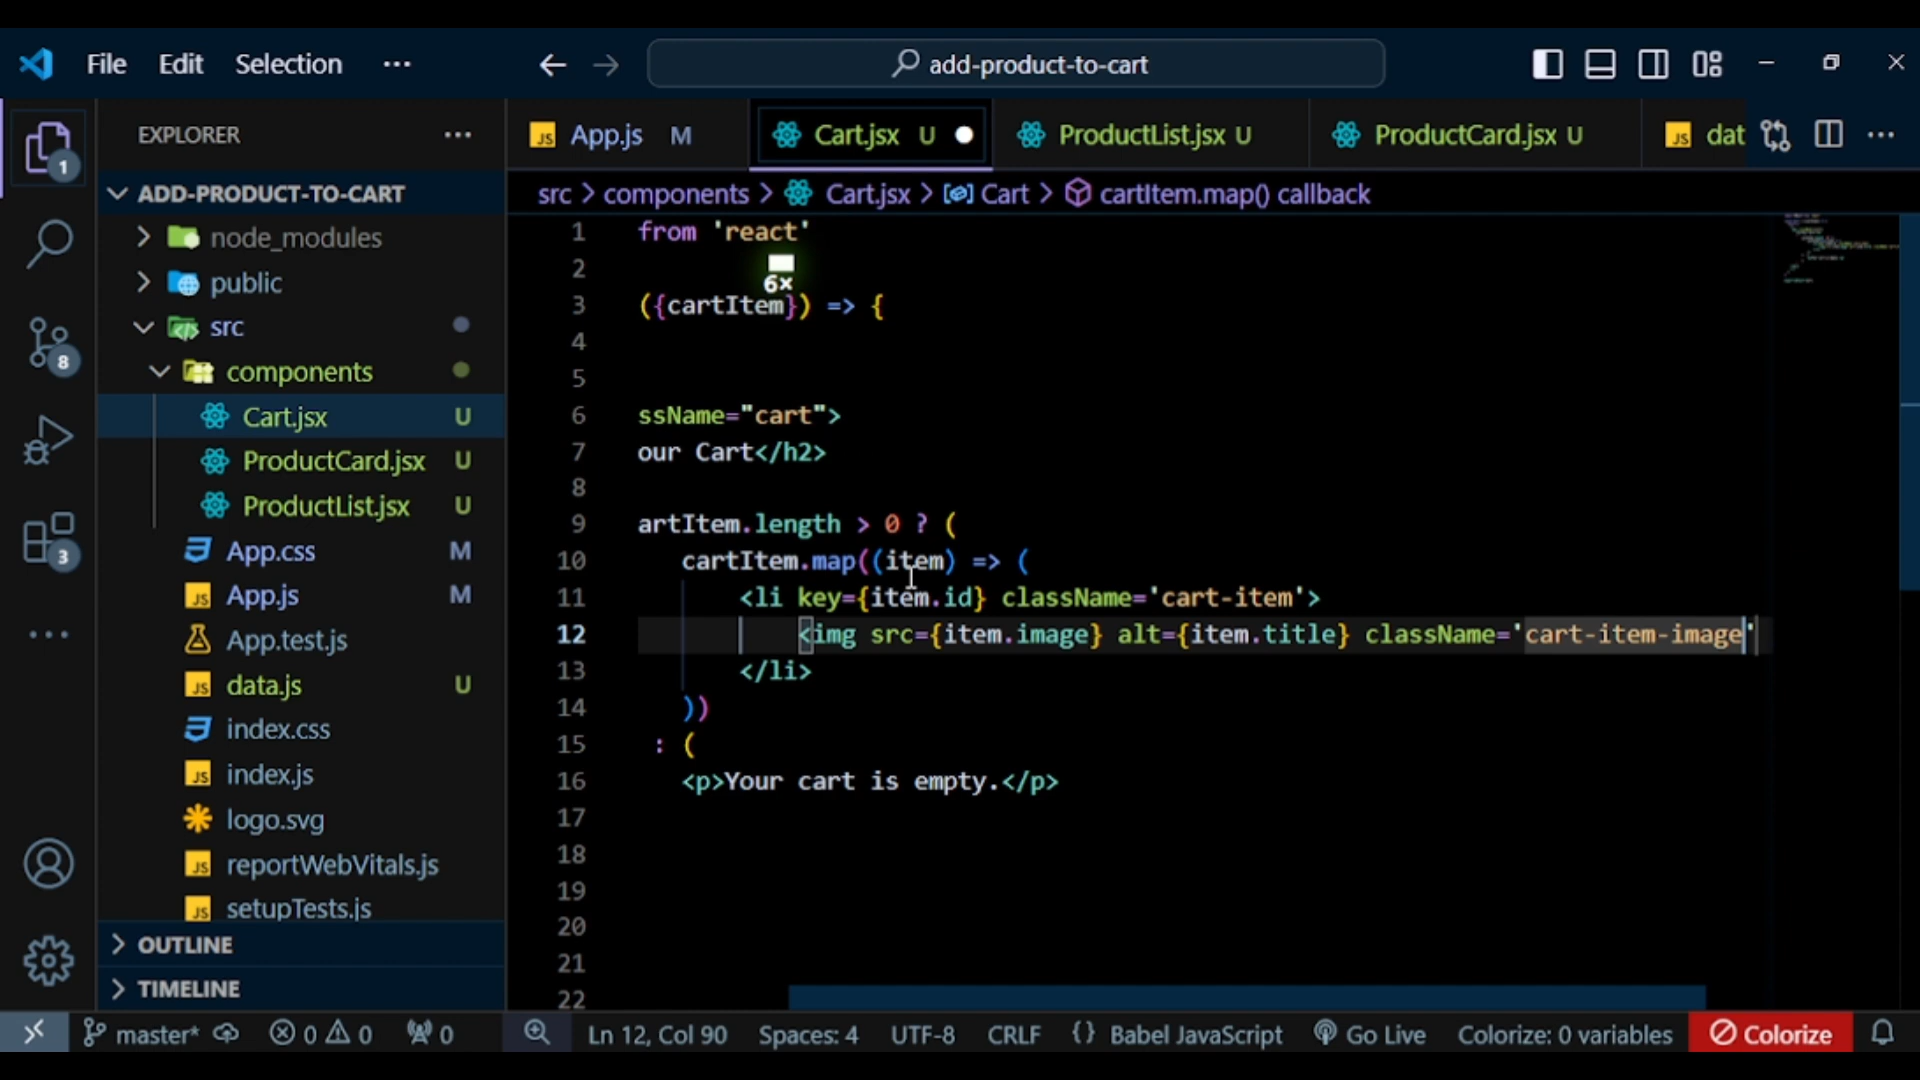 File Edit Selection ··· add-product-to-cart
EXPLORER ···
ADD-PRODUCT-TO-CART
node_modules
public
src
components
Cart.jsx U
ProductCard.jsx U
ProductList.jsx U
App.css M
App.js M
App.test.js
data.js U
index.css
index.js
logo.svg
reportWebVitals.js
setupTests.js
OUTLINE
TIMELINE
1
8
3
JS App.js M Cart.jsx U ProductList.jsx U ProductCard.jsx U JS dat
src > components > Cart.jsx > Cart > cartItem.map() callback
1 from 'react'
2
6×
3 ({cartItem}) => {
4
5
6 ssName="cart">
7 our Cart</h2>
8
9 artItem.length > 0 ? (
10 cartItem.map((item) => (
11 <li key={item.id} className='cart-item'>
12 <img src={item.image} alt={item.title} className='cart-item-image'
13 </li>
14 ))
15 : (
16 <p>Your cart is empty.</p>
17
18
19
20
21
22
master* 0 0 0 Ln 12, Col 90 Spaces: 4 UTF-8 CRLF {} Babel JavaScript Go Live Colorize: 0 variables Colorize